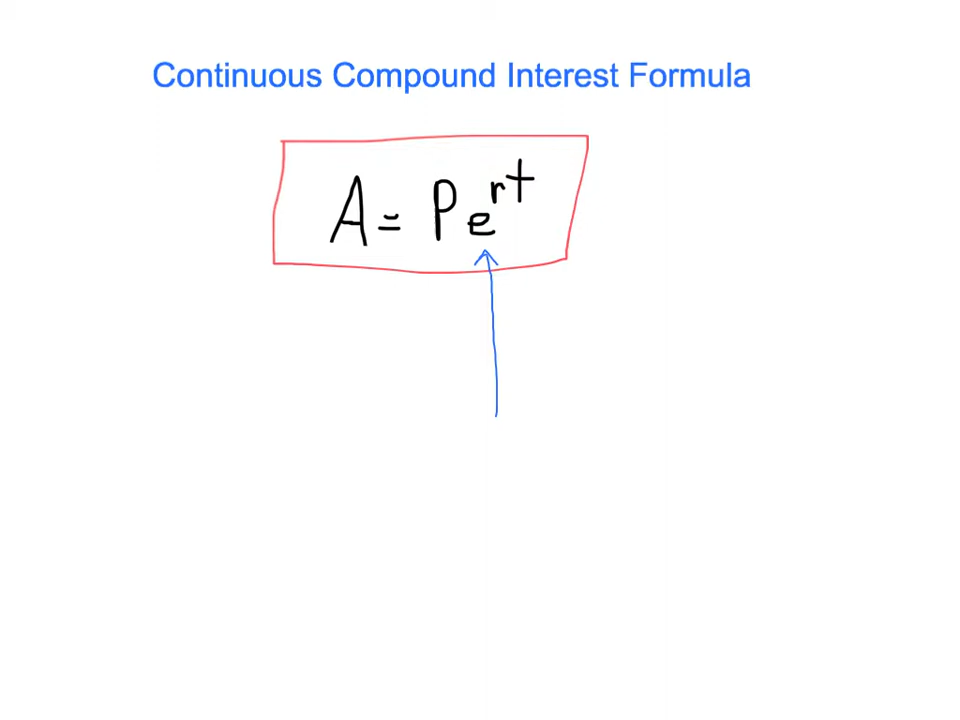 Continuous Compound Interest Formula
A = Pe^rt